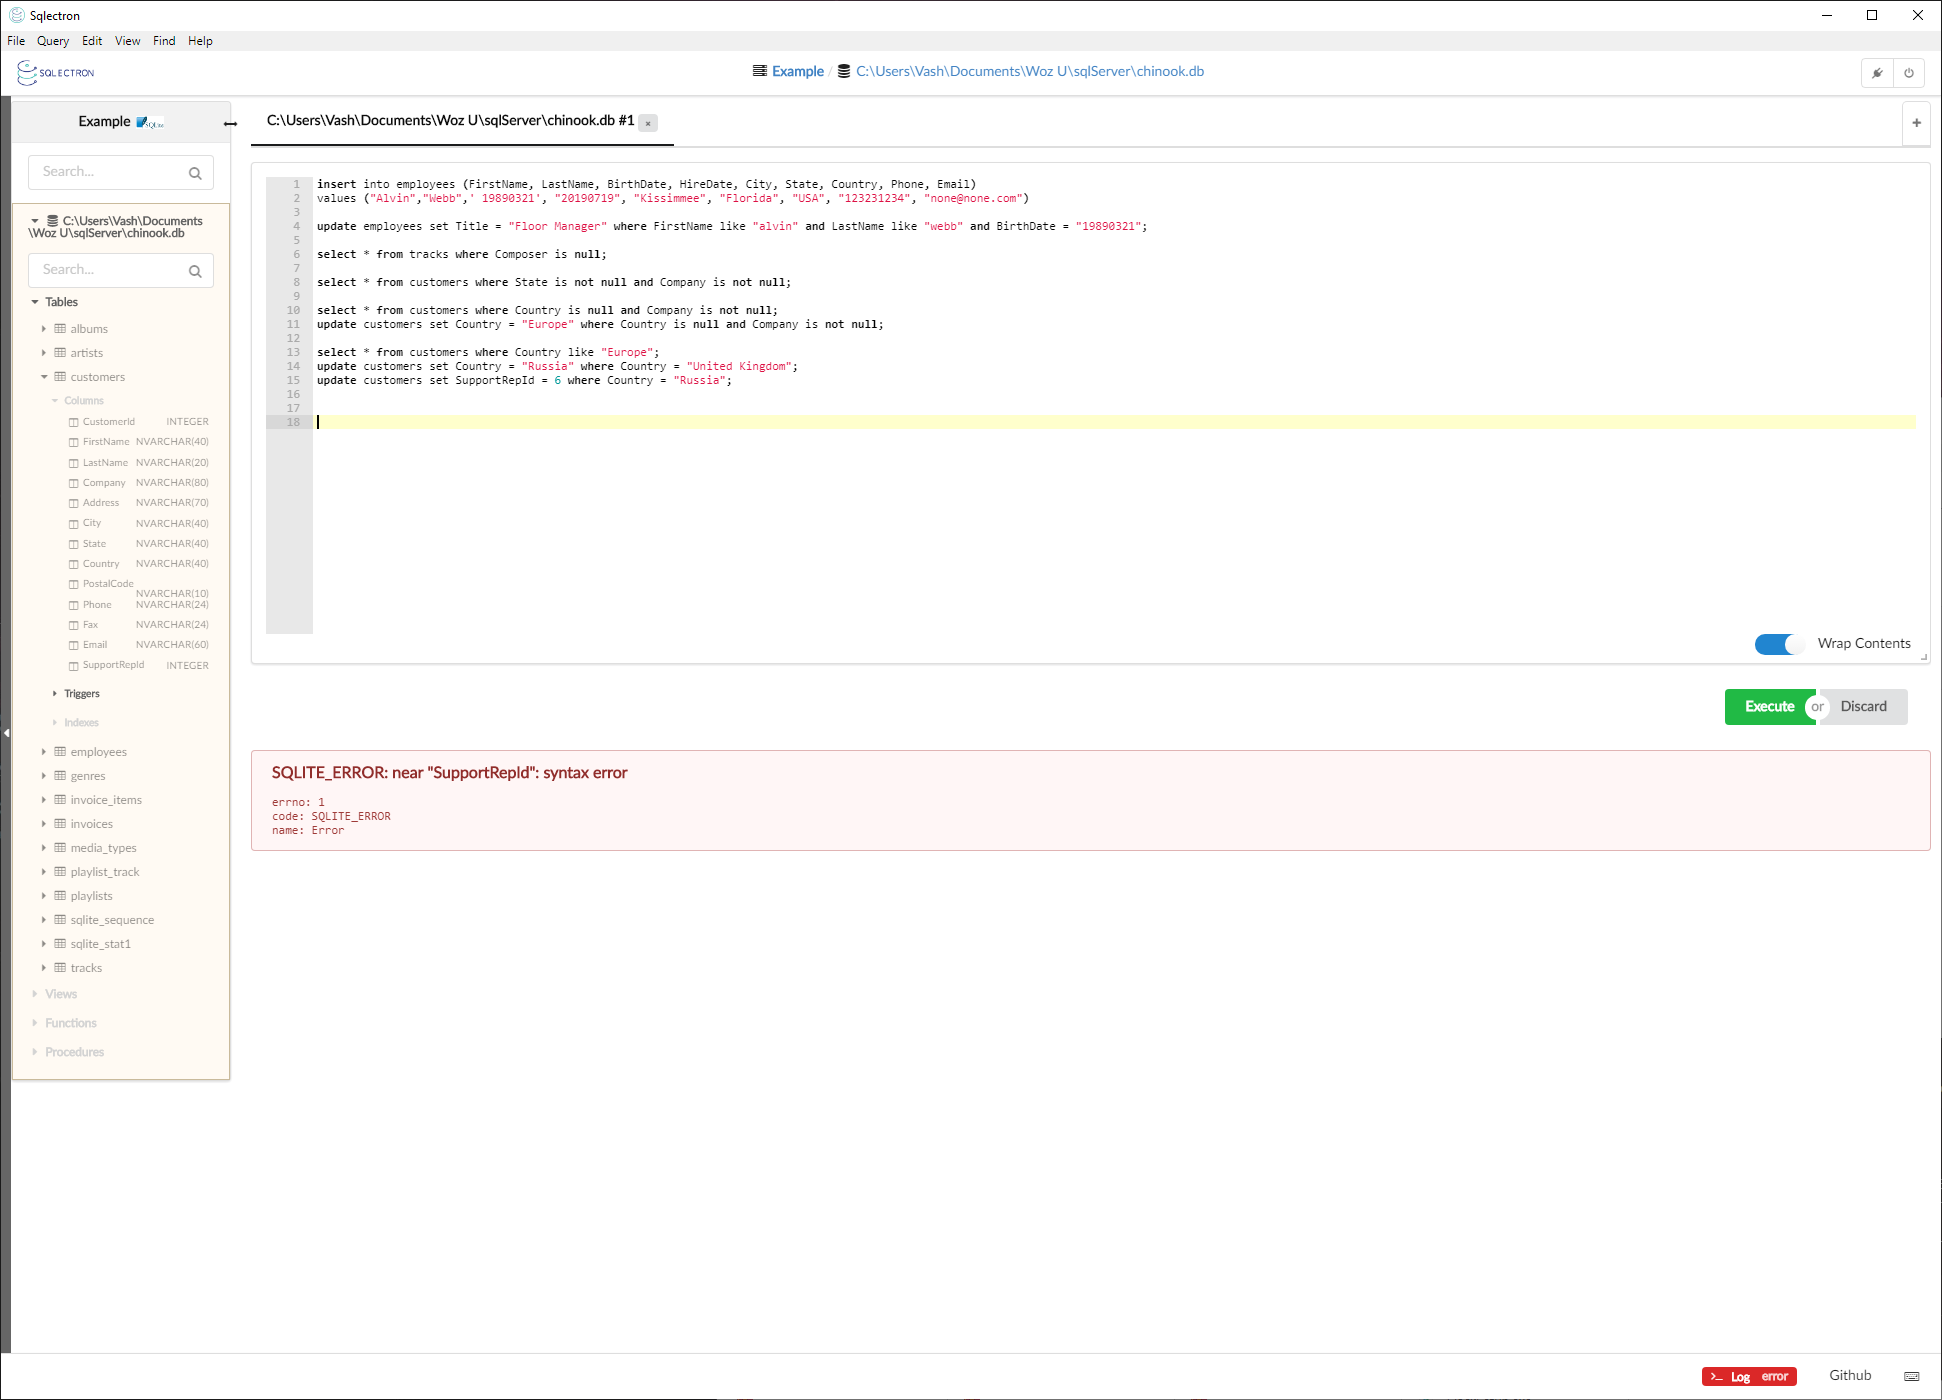 Sqlectron
File Query Edit View Find Help
SQLECTRON
Example / C:\Users\Vash\Documents\Woz U\sqlServer\chinook.db
Example SQLite
C:\Users\Vash\Documents\Woz U\sqlServer\chinook.db #1 ×
+
Search...
C:\Users\Vash\Documents
\Woz U\sqlServer\chinook.db
Search...
Tables
albums
artists
customers
Columns
CustomerId INTEGER
FirstName NVARCHAR(40)
LastName NVARCHAR(20)
Company NVARCHAR(80)
Address NVARCHAR(70)
City NVARCHAR(40)
State NVARCHAR(40)
Country NVARCHAR(40)
PostalCode NVARCHAR(10)
Phone NVARCHAR(24)
Fax NVARCHAR(24)
Email NVARCHAR(60)
SupportRepId INTEGER
Triggers
Indexes
employees
genres
invoice_items
invoices
media_types
playlist_track
playlists
sqlite_sequence
sqlite_stat1
tracks
Views
Functions
Procedures
1 insert into employees (FirstName, LastName, BirthDate, HireDate, City, State, Country, Phone, Email)
2 values ("Alvin","Webb",' 19890321', "20190719", "Kissimmee", "Florida", "USA", "123231234", "none@none.com")
3
4 update employees set Title = "Floor Manager" where FirstName like "alvin" and LastName like "webb" and BirthDate = "19890321";
5
6 select * from tracks where Composer is null;
7
8 select * from customers where State is not null and Company is not null;
9
10 select * from customers where Country is null and Company is not null;
11 update customers set Country = "Europe" where Country is null and Company is not null;
12
13 select * from customers where Country like "Europe";
14 update customers set Country = "Russia" where Country = "United Kingdom";
15 update customers set SupportRepId = 6 where Country = "Russia";
16
17
18
Wrap Contents
Execute or Discard
SQLITE_ERROR: near "SupportRepId": syntax error
errno: 1
code: SQLITE_ERROR
name: Error
>_ Log error Github